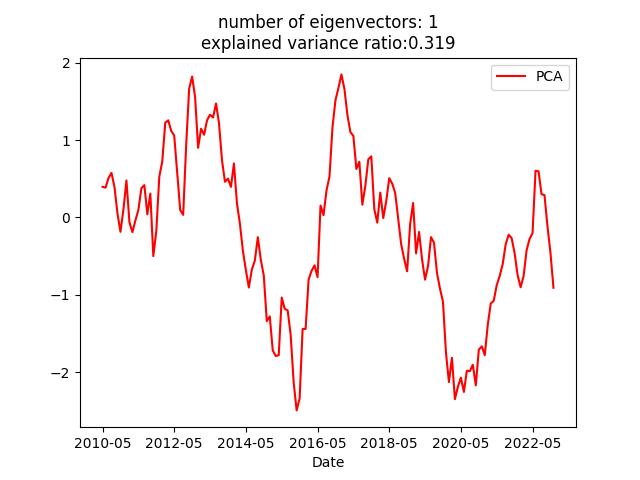 number of eigenvectors: 1
explained variance ratio:0.319
PCA
2
1
0
−1
−2
2010-05 2012-05 2014-05 2016-05 2018-05 2020-05 2022-05
Date